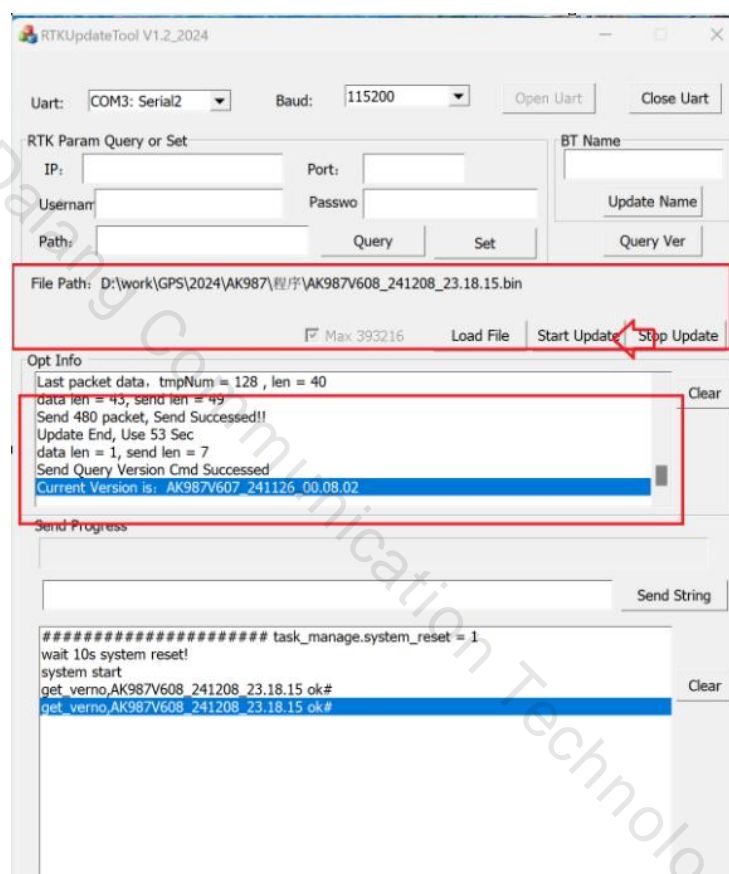 RTKUpdateTool V1.2_2024
Uart: COM3: Serial2 Baud: 115200 Open Uart Close Uart
RTK Param Query or Set BT Name
IP: Port:
Usernam Passwo Update Name
Path: Query Set Query Ver
File Path: D:\work\GPS\2024\AK987\程序\AK987V608_241208_23.18.15.bin
Max 393216 Load File Start Update Stop Update
Opt Info
Last packet data, tmpNum = 128 , len = 40
data len = 43, send len = 49
Send 480 packet, Send Successed!!
Update End, Use 53 Sec
data len = 1, send len = 7
Send Query Version Cmd Successed
Current Version is: AK987V607_241126_00.08.02
Clear
Send Progress
Send String
###################### task_manage.system_reset = 1
wait 10s system reset!
system start
get_verno,AK987V608_241208_23.18.15 ok#
get_verno,AK987V608_241208_23.18.15 ok#
Clear
Dalang Communication Technolo